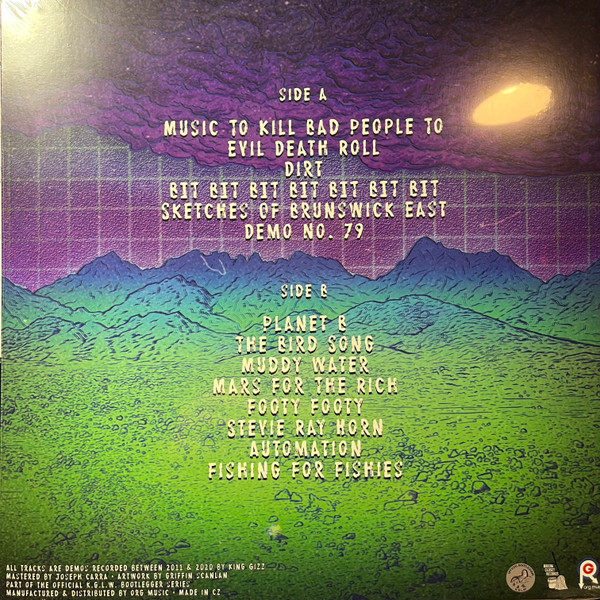 SIDE A
MUSIC TO KILL BAD PEOPLE TO
EVIL DEATH ROLL
DIRT
BIT BIT BIT BIT BIT BIT BIT
SKETCHES OF BRUNSWICK EAST
DEMO NO. 79
SIDE B
PLANET B
THE BIRD SONG
MUDDY WATER
MARS FOR THE RICH
FOOTY FOOTY
STEVIE RAY HORN
AUTOMATION
FISHING FOR FISHIES
ALL TRACKS ARE DEMOS RECORDED BETWEEN 2011 & 2020 BY KING GIZZ
MASTERED BY JOSEPH CARRA • ARTWORK BY GRIFFIN SCANLAN
PART OF THE OFFICIAL K.G.L.W. BOOTLEGGER SERIES
MANUFACTURED & DISTRIBUTED BY ORG MUSIC • MADE IN CZ